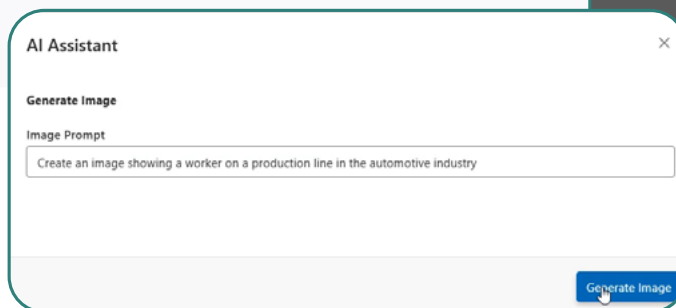 AI Assistant
Generate Image
Image Prompt
Create an image showing a worker on a production line in the automotive industry
Generate Image